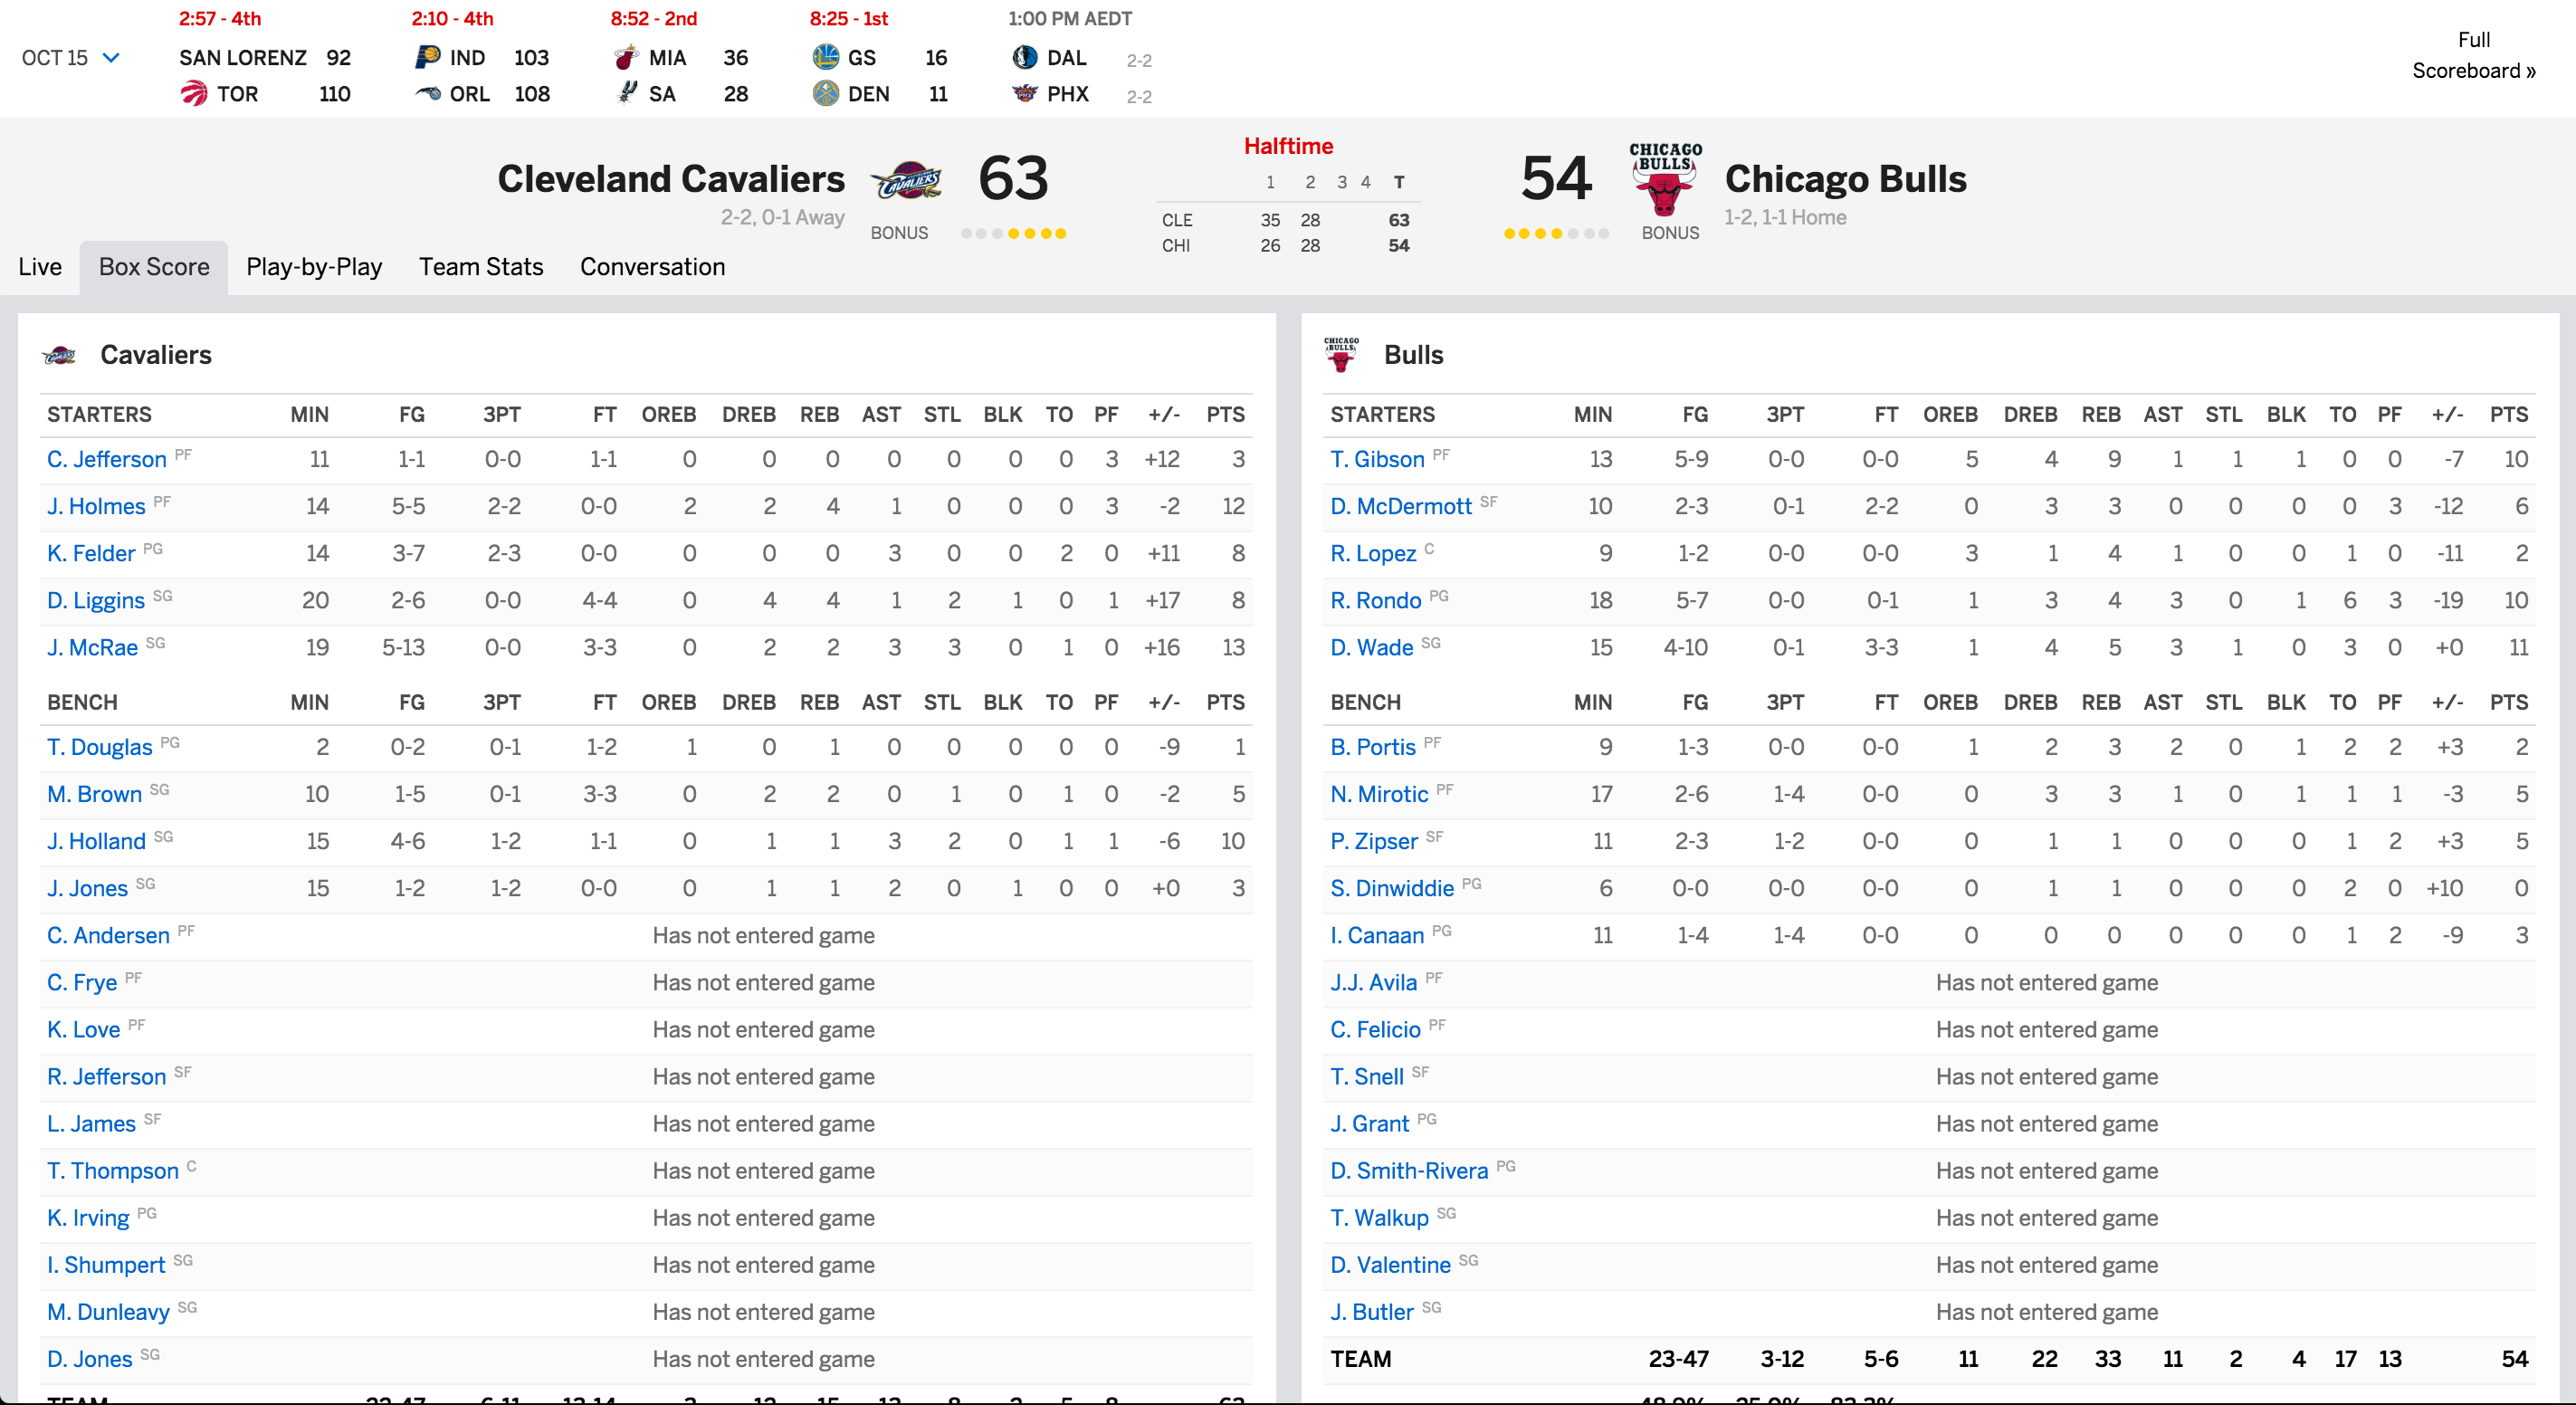 2:57 - 4th 2:10 - 4th 8:52 - 2nd 8:25 - 1st 1:00 PM AEDT
OCT 15 SAN LORENZ 92 IND 103 MIA 36 GS 16 DAL 2-2
TOR 110 ORL 108 SA 28 DEN 11 PHX 2-2
Full
Scoreboard »
Cleveland Cavaliers
2-2, 0-1 Away
CAVALIERS
63
BONUS
Halftime
1 2 3 4 T
CLE 35 28 63
CHI 26 28 54
54
CHICAGO
BULLS
BONUS
Chicago Bulls
1-2, 1-1 Home
Live Box Score Play-by-Play Team Stats Conversation
Cavaliers
STARTERS MIN FG 3PT FT OREB DREB REB AST STL BLK TO PF +/- PTS
C. Jefferson PF 11 1-1 0-0 1-1 0 0 0 0 0 0 0 3 +12 3
J. Holmes PF 14 5-5 2-2 0-0 2 2 4 1 0 0 0 3 -2 12
K. Felder PG 14 3-7 2-3 0-0 0 0 0 3 0 0 2 0 +11 8
D. Liggins SG 20 2-6 0-0 4-4 0 4 4 1 2 1 0 1 +17 8
J. McRae SG 19 5-13 0-0 3-3 0 2 2 3 3 0 1 0 +16 13
BENCH MIN FG 3PT FT OREB DREB REB AST STL BLK TO PF +/- PTS
T. Douglas PG 2 0-2 0-1 1-2 1 0 1 0 0 0 0 0 -9 1
M. Brown SG 10 1-5 0-1 3-3 0 2 2 0 1 0 1 0 -2 5
J. Holland SG 15 4-6 1-2 1-1 0 1 1 3 2 0 1 1 -6 10
J. Jones SG 15 1-2 1-2 0-0 0 1 1 2 0 1 0 0 +0 3
C. Andersen PF Has not entered game
C. Frye PF Has not entered game
K. Love PF Has not entered game
R. Jefferson SF Has not entered game
L. James SF Has not entered game
T. Thompson C Has not entered game
K. Irving PG Has not entered game
I. Shumpert SG Has not entered game
M. Dunleavy SG Has not entered game
D. Jones SG Has not entered game
CHICAGO
BULLS
Bulls
STARTERS MIN FG 3PT FT OREB DREB REB AST STL BLK TO PF +/- PTS
T. Gibson PF 13 5-9 0-0 0-0 5 4 9 1 1 1 0 0 -7 10
D. McDermott SF 10 2-3 0-1 2-2 0 3 3 0 0 0 0 3 -12 6
R. Lopez C 9 1-2 0-0 0-0 3 1 4 1 0 0 1 0 -11 2
R. Rondo PG 18 5-7 0-0 0-1 1 3 4 3 0 1 6 3 -19 10
D. Wade SG 15 4-10 0-1 3-3 1 4 5 3 1 0 3 0 +0 11
BENCH MIN FG 3PT FT OREB DREB REB AST STL BLK TO PF +/- PTS
B. Portis PF 9 1-3 0-0 0-0 1 2 3 2 0 1 2 2 +3 2
N. Mirotic PF 17 2-6 1-4 0-0 0 3 3 1 0 1 1 1 -3 5
P. Zipser SF 11 2-3 1-2 0-0 0 1 1 0 0 0 1 2 +3 5
S. Dinwiddie PG 6 0-0 0-0 0-0 0 1 1 0 0 0 2 0 +10 0
I. Canaan PG 11 1-4 1-4 0-0 0 0 0 0 0 0 1 2 -9 3
J.J. Avila PF Has not entered game
C. Felicio PF Has not entered game
T. Snell SF Has not entered game
J. Grant PG Has not entered game
D. Smith-Rivera PG Has not entered game
T. Walkup SG Has not entered game
D. Valentine SG Has not entered game
J. Butler SG Has not entered game
TEAM 23-47 3-12 5-6 11 22 33 11 2 4 17 13 54